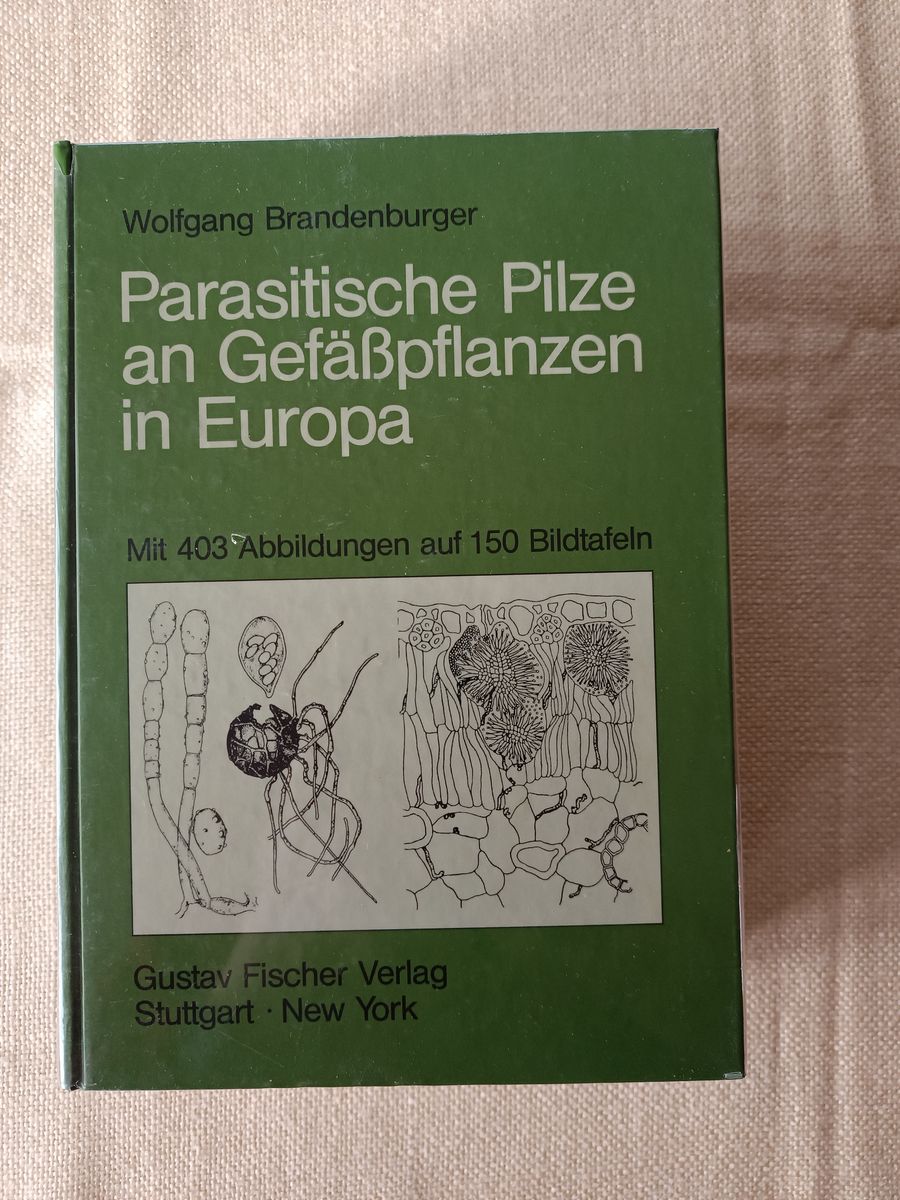 Wolfgang Brandenburger
Parasitische Pilze
an Gefäßpflanzen
in Europa
Mit 403 Abbildungen auf 150 Bildtafeln
Gustav Fischer Verlag
Stuttgart · New York